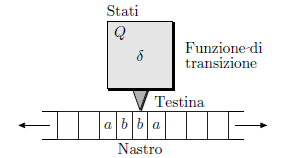 Stati
Q
δ
Funzione di
transizione
Testina
a b b a
Nastro